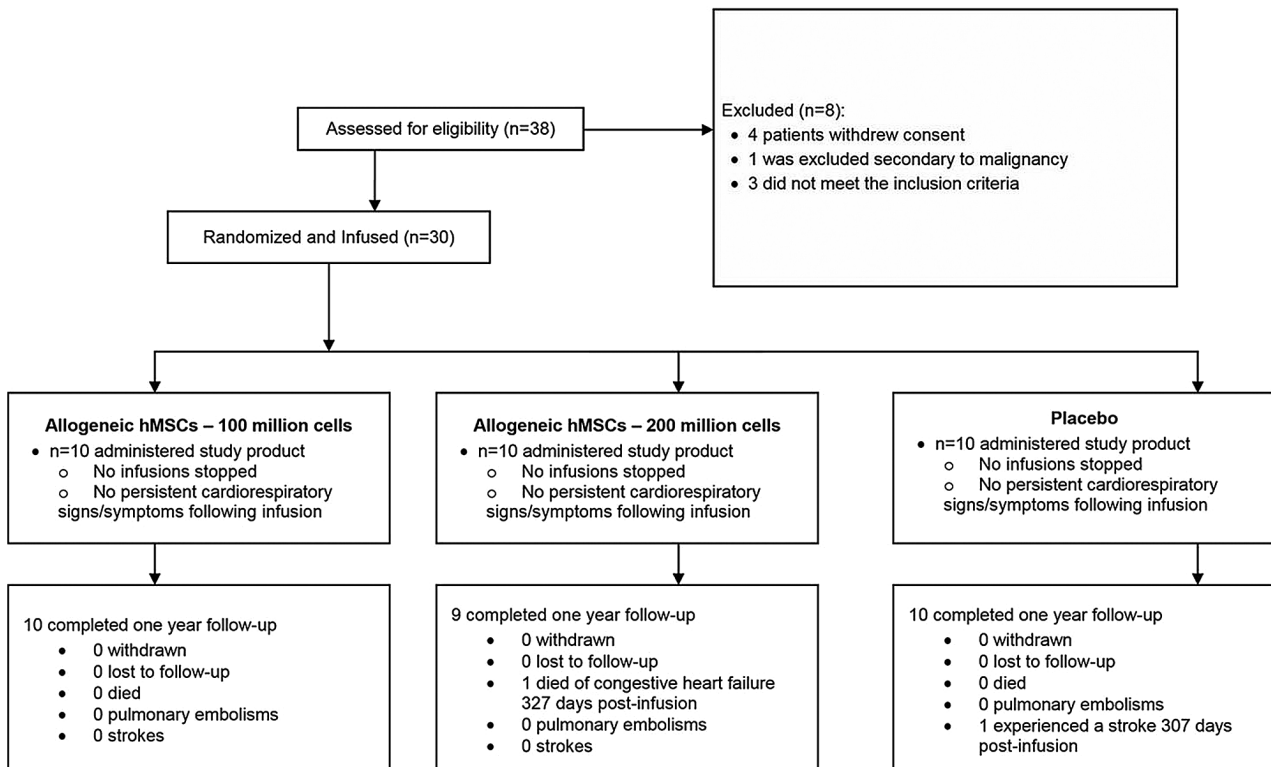 Assessed for eligibility (n=38)
Excluded (n=8):
• 4 patients withdrew consent
• 1 was excluded secondary to malignancy
• 3 did not meet the inclusion criteria
Randomized and Infused (n=30)
Allogeneic hMSCs – 100 million cells
• n=10 administered study product
o No infusions stopped
o No persistent cardiorespiratory
signs/symptoms following infusion
Allogeneic hMSCs – 200 million cells
• n=10 administered study product
o No infusions stopped
o No persistent cardiorespiratory
signs/symptoms following infusion
Placebo
• n=10 administered study product
o No infusions stopped
o No persistent cardiorespiratory
signs/symptoms following infusion
10 completed one year follow-up
• 0 withdrawn
• 0 lost to follow-up
• 0 died
• 0 pulmonary embolisms
• 0 strokes
9 completed one year follow-up
• 0 withdrawn
• 0 lost to follow-up
• 1 died of congestive heart failure
327 days post-infusion
• 0 pulmonary embolisms
• 0 strokes
10 completed one year follow-up
• 0 withdrawn
• 0 lost to follow-up
• 0 died
• 0 pulmonary embolisms
• 1 experienced a stroke 307 days
post-infusion